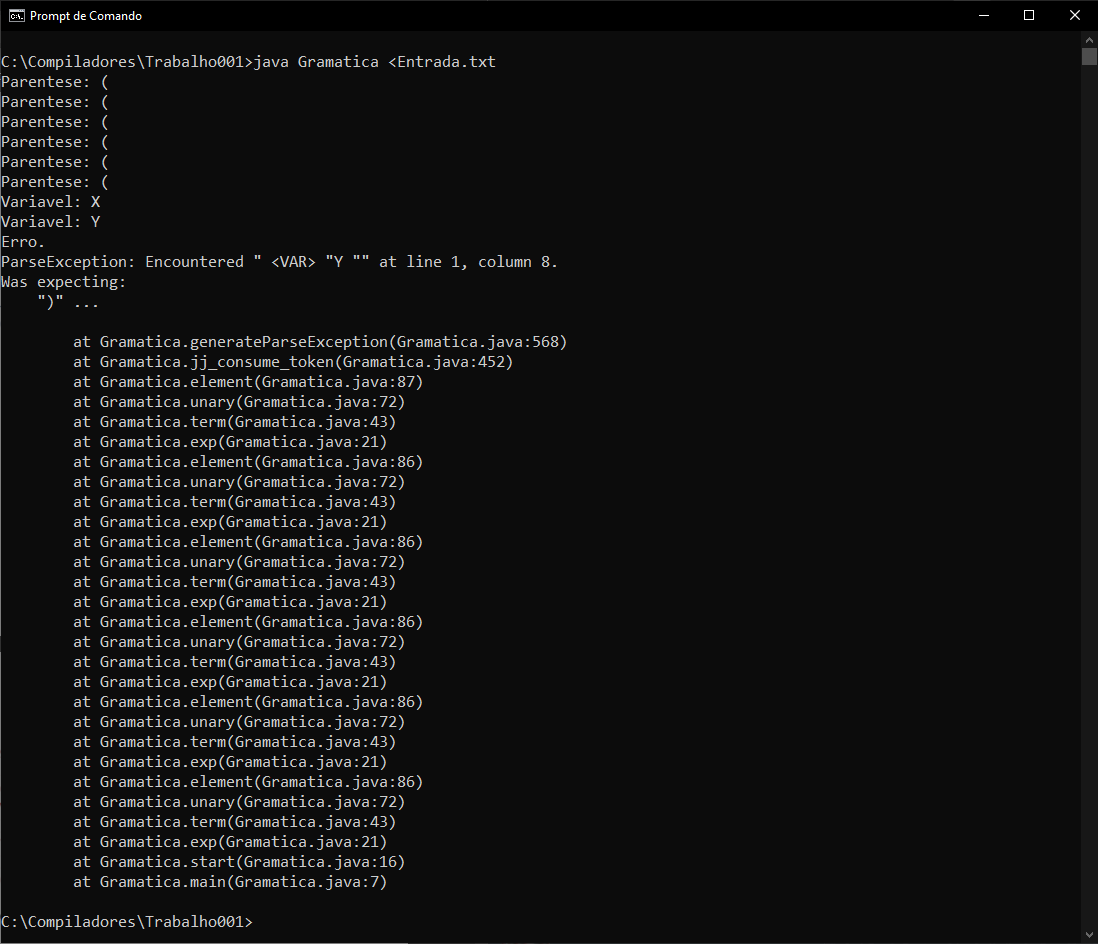 Prompt de Comando
C:\Compiladores\Trabalho001>java Gramatica <Entrada.txt
Parentese: (
Parentese: (
Parentese: (
Parentese: (
Parentese: (
Parentese: (
Variavel: X
Variavel: Y
Erro.
ParseException: Encountered " <VAR> "Y "" at line 1, column 8.
Was expecting:
    ")" ...
        at Gramatica.generateParseException(Gramatica.java:568)
        at Gramatica.jj_consume_token(Gramatica.java:452)
        at Gramatica.element(Gramatica.java:87)
        at Gramatica.unary(Gramatica.java:72)
        at Gramatica.term(Gramatica.java:43)
        at Gramatica.exp(Gramatica.java:21)
        at Gramatica.element(Gramatica.java:86)
        at Gramatica.unary(Gramatica.java:72)
        at Gramatica.term(Gramatica.java:43)
        at Gramatica.exp(Gramatica.java:21)
        at Gramatica.element(Gramatica.java:86)
        at Gramatica.unary(Gramatica.java:72)
        at Gramatica.term(Gramatica.java:43)
        at Gramatica.exp(Gramatica.java:21)
        at Gramatica.element(Gramatica.java:86)
        at Gramatica.unary(Gramatica.java:72)
        at Gramatica.term(Gramatica.java:43)
        at Gramatica.exp(Gramatica.java:21)
        at Gramatica.element(Gramatica.java:86)
        at Gramatica.unary(Gramatica.java:72)
        at Gramatica.term(Gramatica.java:43)
        at Gramatica.exp(Gramatica.java:21)
        at Gramatica.element(Gramatica.java:86)
        at Gramatica.unary(Gramatica.java:72)
        at Gramatica.term(Gramatica.java:43)
        at Gramatica.exp(Gramatica.java:21)
        at Gramatica.start(Gramatica.java:16)
        at Gramatica.main(Gramatica.java:7)
C:\Compiladores\Trabalho001>